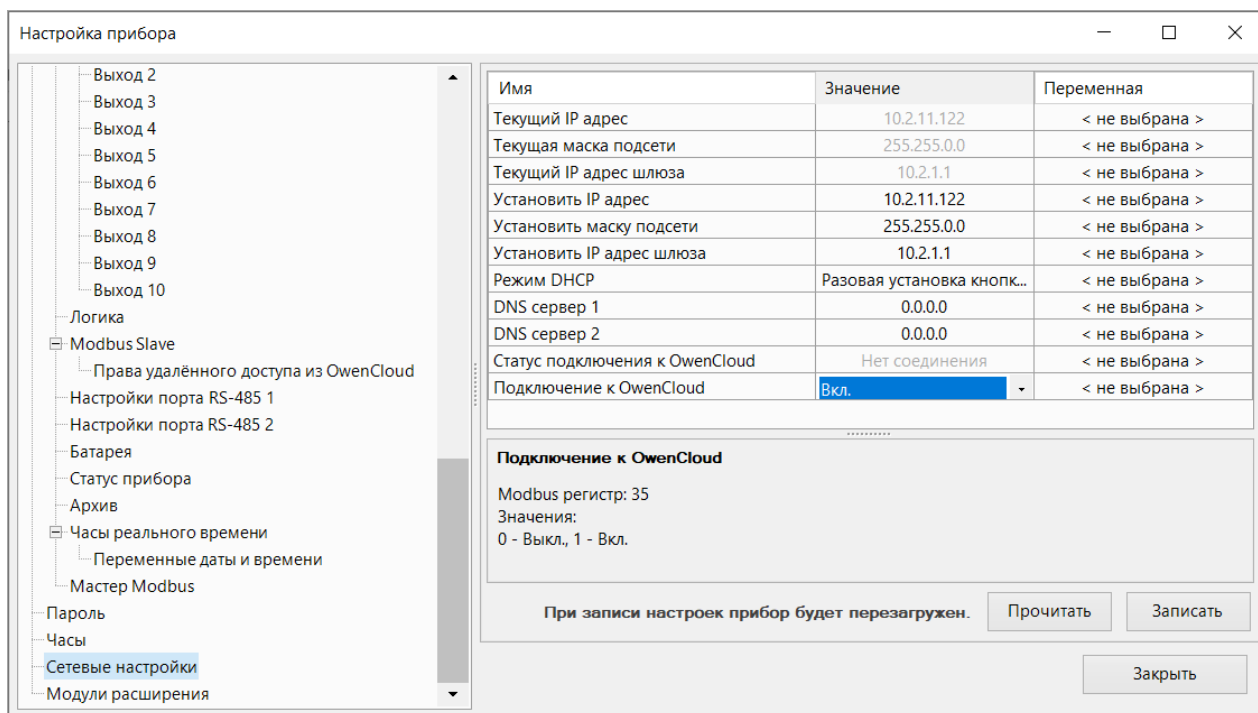 Настройка прибора
Выход 2
Выход 3
Выход 4
Выход 5
Выход 6
Выход 7
Выход 8
Выход 9
Выход 10
Логика
Modbus Slave
Права удалённого доступа из OwenCloud
Настройки порта RS-485 1
Настройки порта RS-485 2
Батарея
Статус прибора
Архив
Часы реального времени
Переменные даты и времени
Мастер Modbus
Пароль
Часы
Сетевые настройки
Модули расширения
Имя Значение Переменная
Текущий IP адрес 10.2.11.122 < не выбрана >
Текущая маска подсети 255.255.0.0 < не выбрана >
Текущий IP адрес шлюза 10.2.1.1 < не выбрана >
Установить IP адрес 10.2.11.122 < не выбрана >
Установить маску подсети 255.255.0.0 < не выбрана >
Установить IP адрес шлюза 10.2.1.1 < не выбрана >
Режим DHCP Разовая установка кнопк... < не выбрана >
DNS сервер 1 0.0.0.0 < не выбрана >
DNS сервер 2 0.0.0.0 < не выбрана >
Статус подключения к OwenCloud Нет соединения < не выбрана >
Подключение к OwenCloud Вкл. < не выбрана >
Подключение к OwenCloud
Modbus регистр: 35
Значения:
0 - Выкл., 1 - Вкл.
При записи настроек прибор будет перезагружен. Прочитать Записать
Закрыть